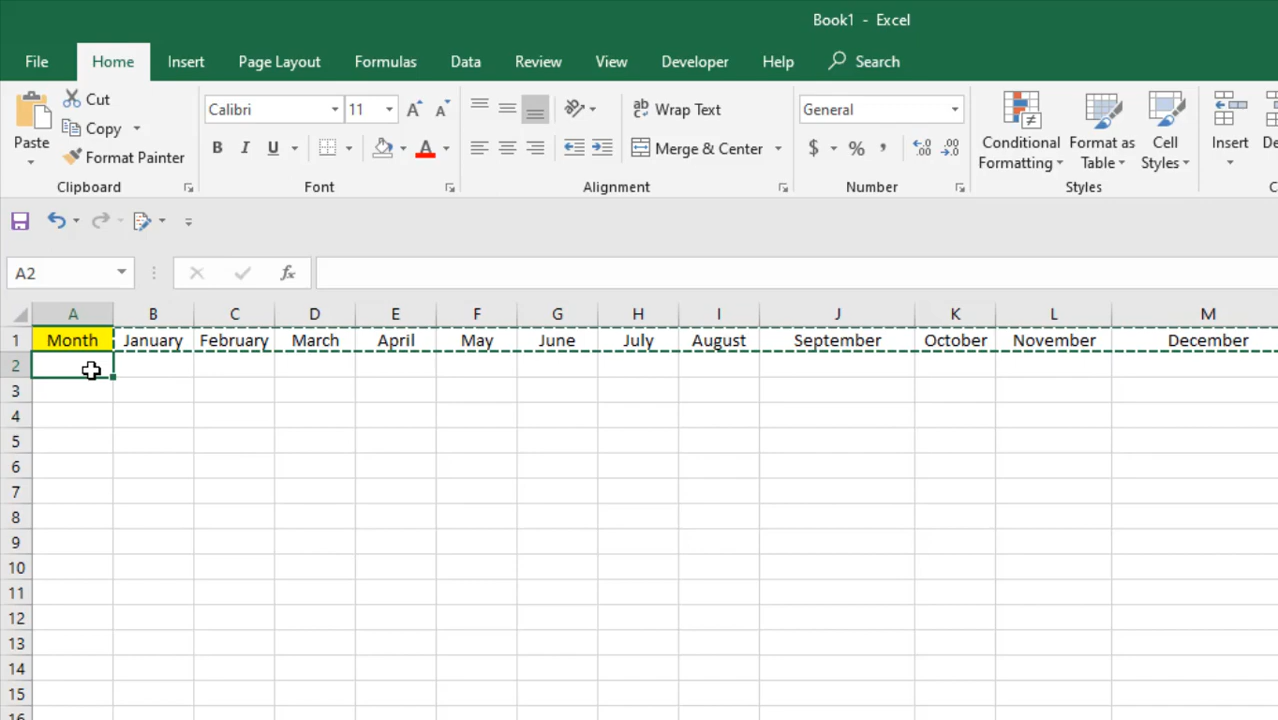 Book1 - Excel
File Home Insert Page Layout Formulas Data Review View Developer Help Search
Paste
Cut
Copy
Format Painter
Clipboard
Calibri 11
B I U
Font
Wrap Text
Merge & Center
Alignment
General
$ % ,
Number
Conditional Formatting
Format as Table
Cell Styles
Styles
Insert
A2
fx
A B C D E F G H I J K L M
1 Month January February March April May June July August September October November December
2
3
4
5
6
7
8
9
10
11
12
13
14
15